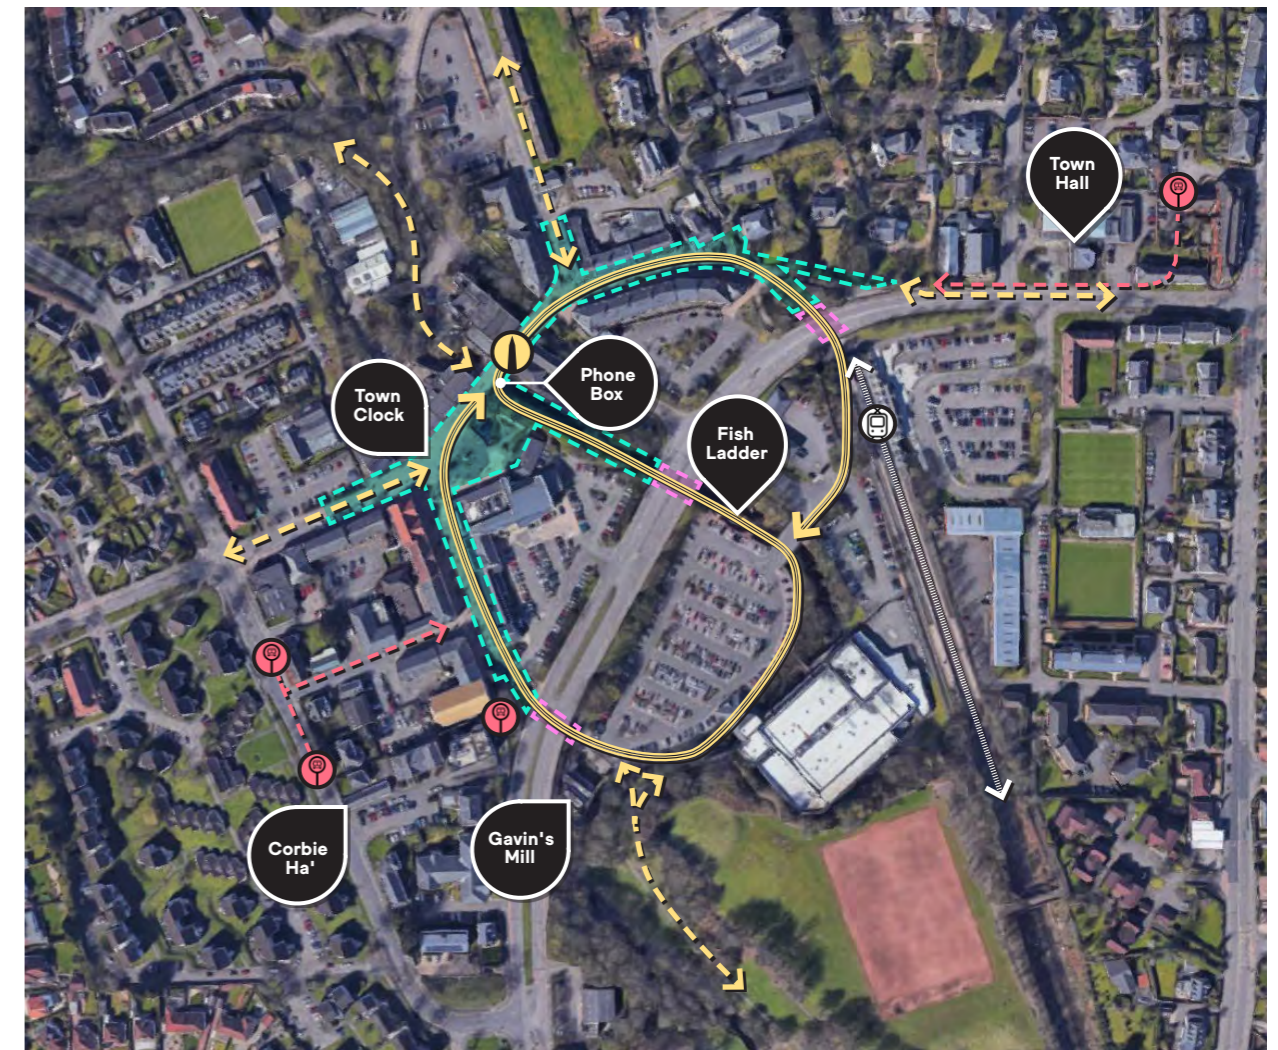 Town
Hall
Phone
Box
Town
Clock
Fish
Ladder
Corbie
Ha'
Gavin's
Mill